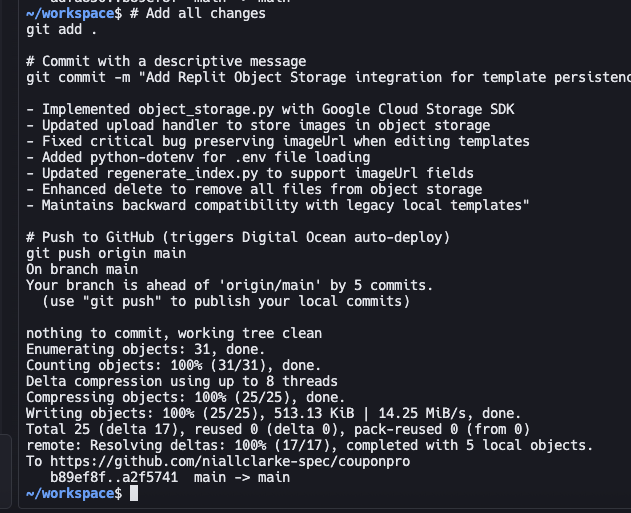 ~/workspace$ # Add all changes
git add .

# Commit with a descriptive message
git commit -m "Add Replit Object Storage integration for template persistenc

- Implemented object_storage.py with Google Cloud Storage SDK
- Updated upload handler to store images in object storage
- Fixed critical bug preserving imageUrl when editing templates
- Added python-dotenv for .env file loading
- Updated regenerate_index.py to support imageUrl fields
- Enhanced delete to remove all files from object storage
- Maintains backward compatibility with legacy local templates"

# Push to GitHub (triggers Digital Ocean auto-deploy)
git push origin main
On branch main
Your branch is ahead of 'origin/main' by 5 commits.
  (use "git push" to publish your local commits)

nothing to commit, working tree clean
Enumerating objects: 31, done.
Counting objects: 100% (31/31), done.
Delta compression using up to 8 threads
Compressing objects: 100% (25/25), done.
Writing objects: 100% (25/25), 513.13 KiB | 14.25 MiB/s, done.
Total 25 (delta 17), reused 0 (delta 0), pack-reused 0 (from 0)
remote: Resolving deltas: 100% (17/17), completed with 5 local objects.
To https://github.com/niallclarke-spec/couponpro
   b89ef8f..a2f5741  main -> main
~/workspace$